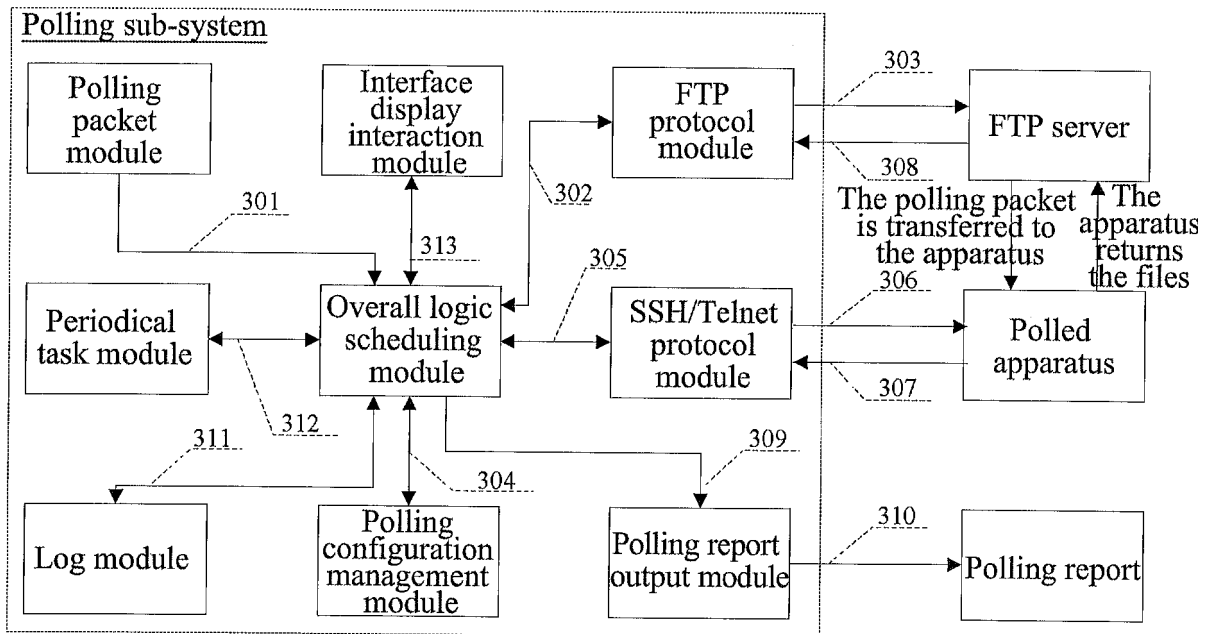 Polling sub-system
Polling
packet
module
Interface
display
interaction
module
FTP
protocol
module
FTP server
303
308
301
302
313
305
The polling packet
is transferred to
the apparatus
The
apparatus
returns
the files
306
307
Periodical
task module
Overall logic
scheduling
module
SSH/Telnet
protocol
module
Polled
apparatus
312
311
304
309
310
Log module
Polling
configuration
management
module
Polling report
output module
Polling report